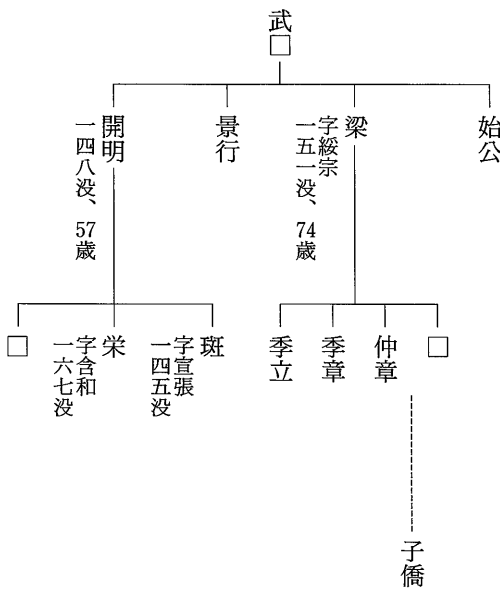 武□
始公
梁
字綏宗
一五一没、74歳
景行
開明
一四八没、57歳
□
仲章
季章
季立
斑
字宣張
一四五没
栄
字含和
一六七没
□
子僑